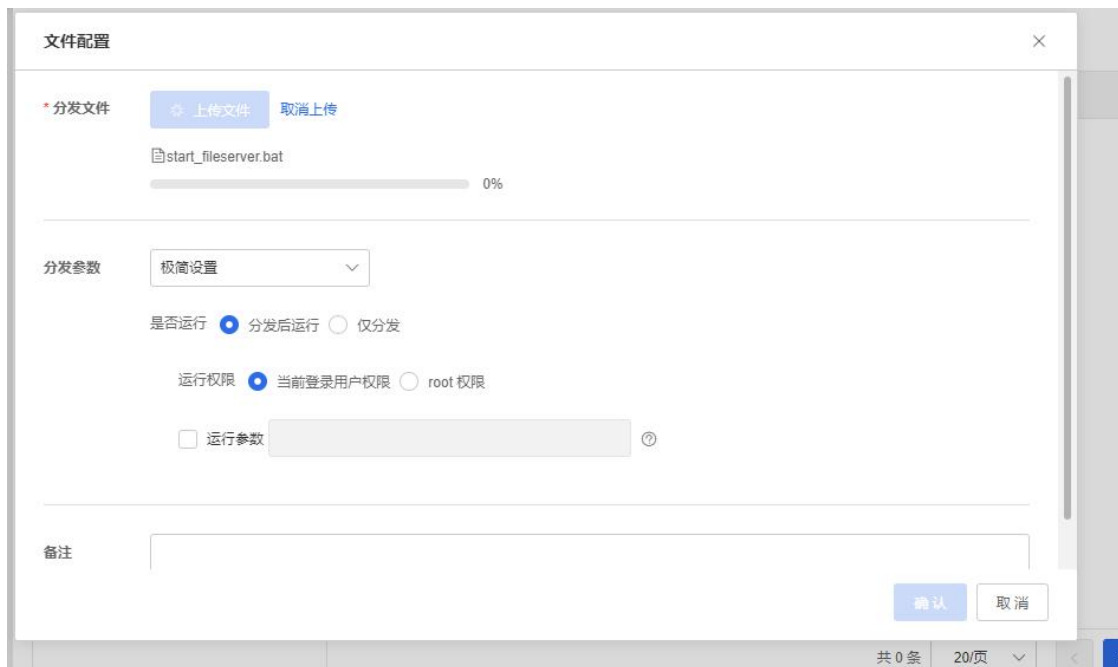 文件配置
* 分发文件 上传文件 取消上传
start_fileserver.bat
0%
分发参数 极简设置
是否运行 分发后运行 仅分发
运行权限 当前登录用户权限 root 权限
运行参数
备注
确认 取消
共 0 条 20/页